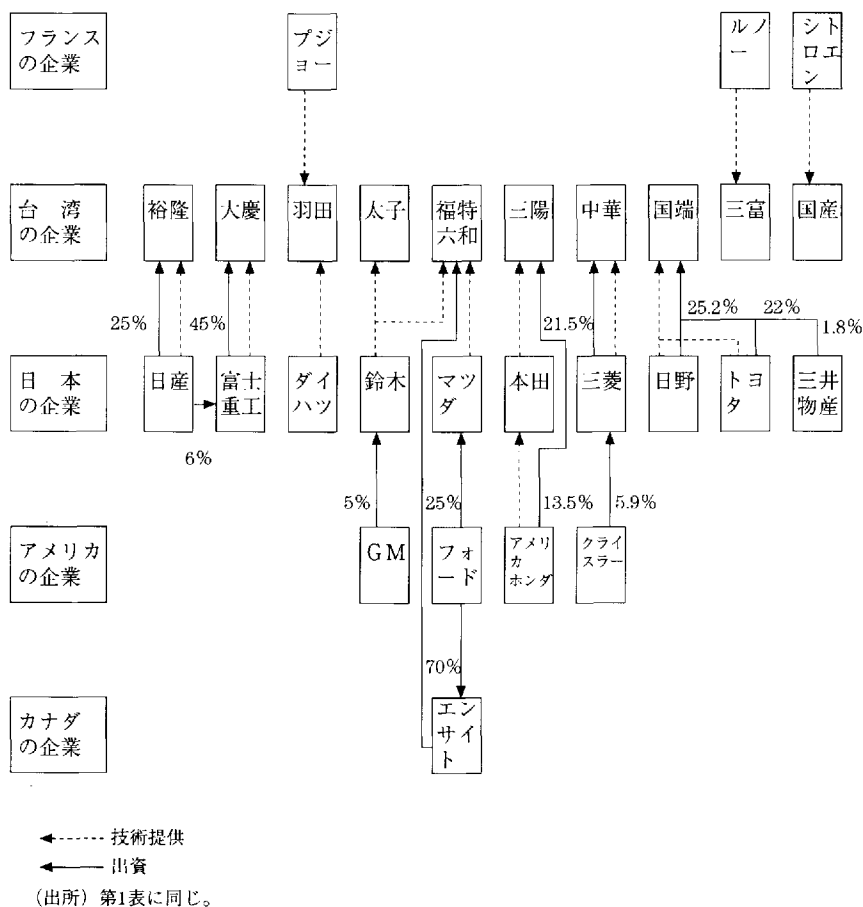 フランス
の企業
プジ
ョー
ルノ
ー
シト
ロエ
ン
台湾
の企業
裕隆
大慶
羽田
太子
福特
六和
三陽
中華
国端
三富
国産
25%
45%
21.5%
25.2%
22%
1.8%
日本
の企業
日産
富士
重工
ダイ
ハツ
鈴木
マツ
ダ
本田
三菱
日野
トヨ
タ
三井
物産
6%
5%
25%
13.5%
5.9%
アメリカ
の企業
GM
フォ
ード
アメリ
カ
ホンダ
クライ
スラー
70%
カナダ
の企業
エン
サイ
ト
技術提供
出資
(出所) 第1表に同じ。